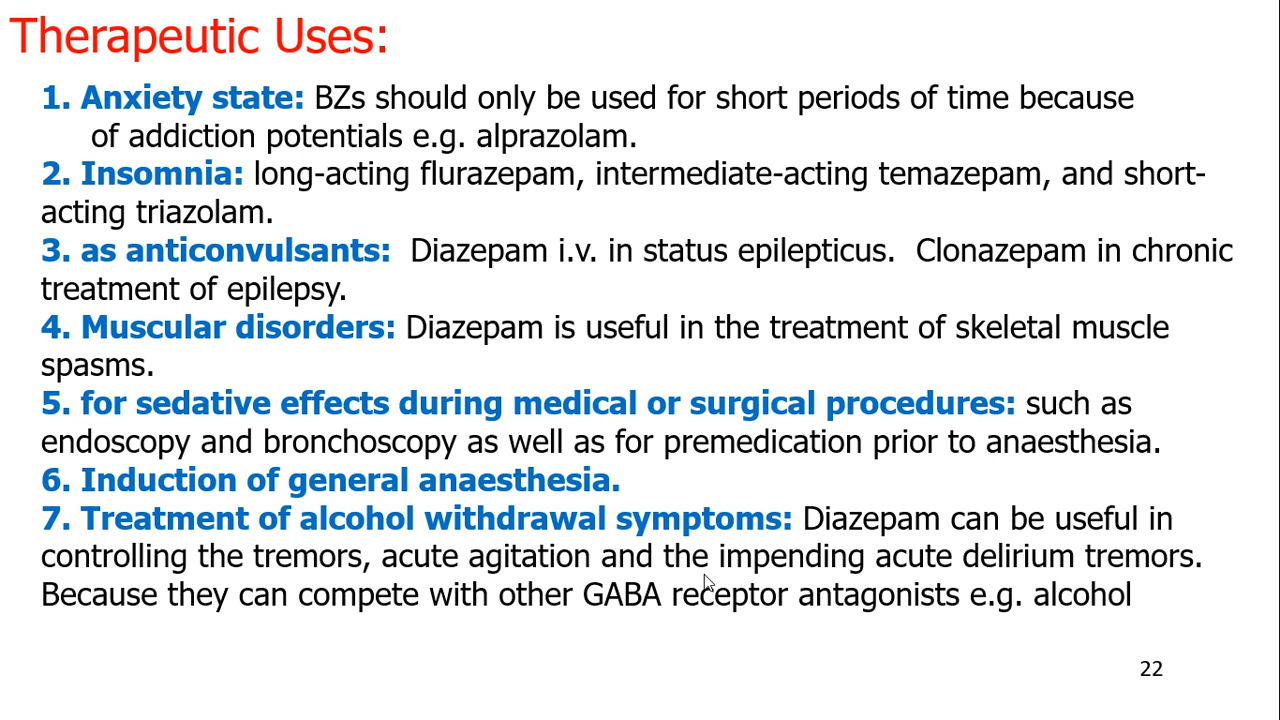 Therapeutic Uses:
1. Anxiety state: BZs should only be used for short periods of time because
of addiction potentials e.g. alprazolam.
2. Insomnia: long-acting flurazepam, intermediate-acting temazepam, and short-
acting triazolam.
3. as anticonvulsants:  Diazepam i.v. in status epilepticus.  Clonazepam in chronic
treatment of epilepsy.
4. Muscular disorders: Diazepam is useful in the treatment of skeletal muscle
spasms.
5. for sedative effects during medical or surgical procedures: such as
endoscopy and bronchoscopy as well as for premedication prior to anaesthesia.
6. Induction of general anaesthesia.
7. Treatment of alcohol withdrawal symptoms: Diazepam can be useful in
controlling the tremors, acute agitation and the impending acute delirium tremors.
Because they can compete with other GABA receptor antagonists e.g. alcohol
22